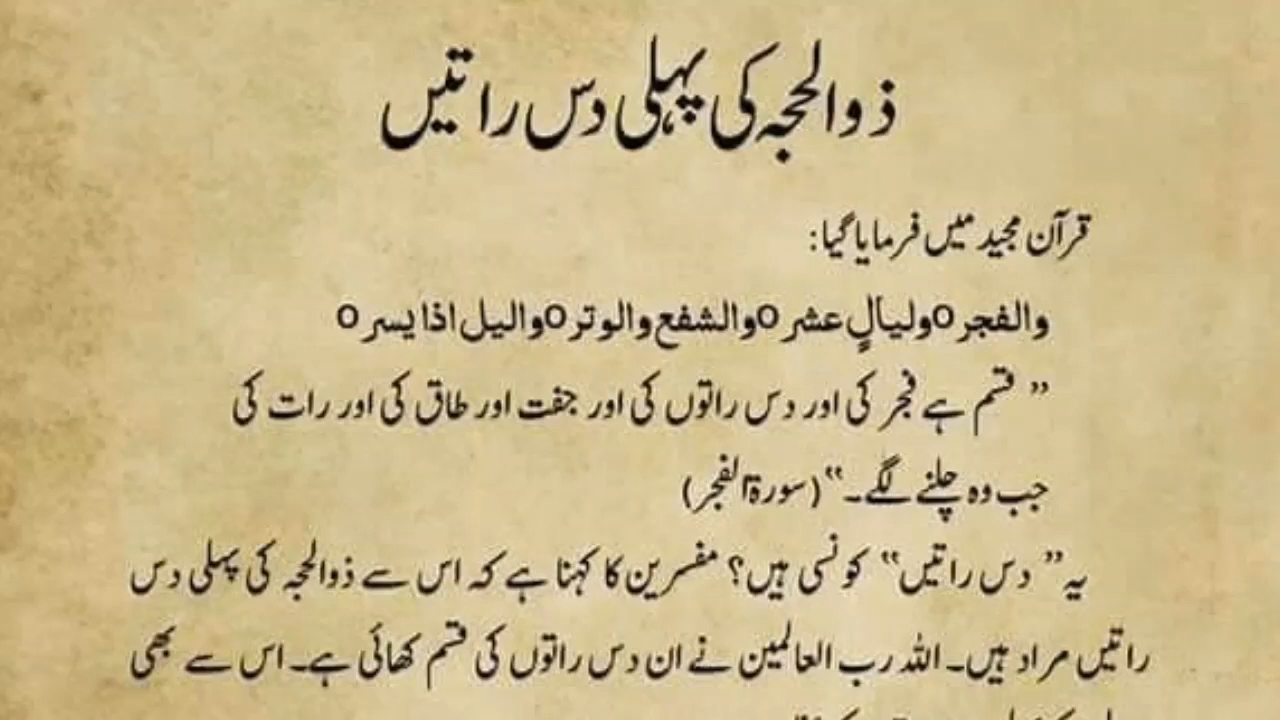 ذوالحجہ کی پہلی دس راتیں
قرآن مجید میں فرمایا گیا:
والفجر o ولیالٍ عشر o والشفع والوتر o والیل اذا یسر o
”قسم ہے فجر کی اور دس راتوں کی اور جفت اور طاق کی اور رات کی
جب وہ چلنے لگے۔“ (سورۃ الفجر)
یہ ”دس راتیں“ کونسی ہیں؟ مفسرین کا کہنا ہے کہ اس سے ذوالحجہ کی پہلی دس
راتیں مراد ہیں۔ اللہ رب العالمین نے ان دس راتوں کی قسم کھائی ہے۔ اس سے بھی